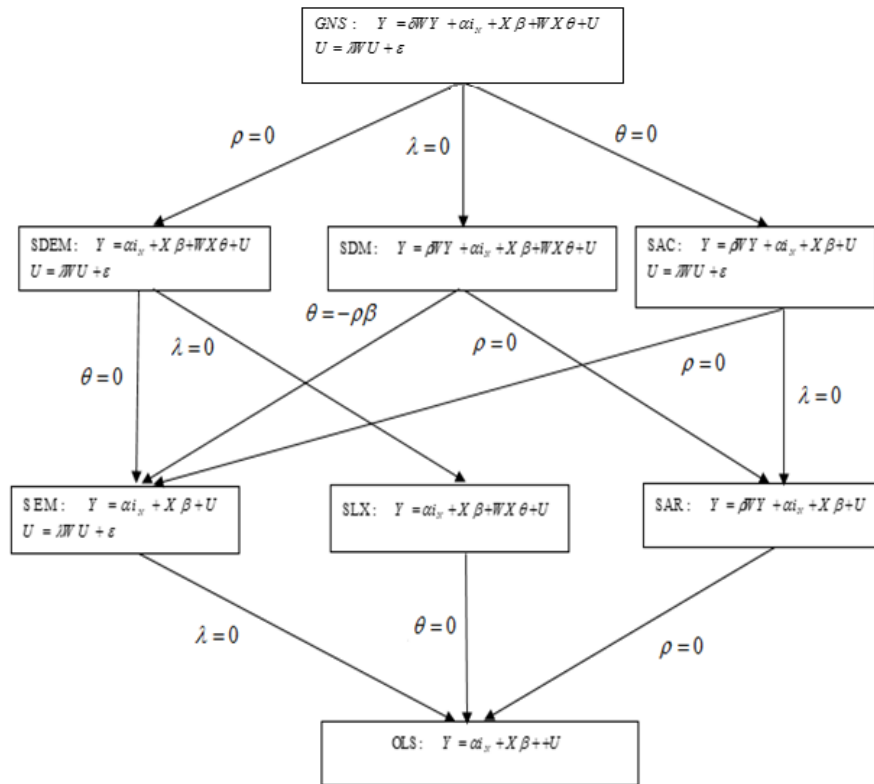 GNS: Y = δWY + αi_N + Xβ + WXθ + U
U = λWU + ε
ρ = 0
λ = 0
θ = 0
SDEM: Y = αi_N + Xβ + WXθ + U
U = λWU + ε
SDM: Y = ρWY + αi_N + Xβ + WXθ + U
SAC: Y = ρWY + αi_N + Xβ + U
U = λWU + ε
θ = −ρβ
λ = 0
ρ = 0
θ = 0
ρ = 0
λ = 0
SEM: Y = αi_N + Xβ + U
U = λWU + ε
SLX: Y = αi_N + Xβ + WXθ + U
SAR: Y = ρWY + αi_N + Xβ + U
λ = 0
θ = 0
ρ = 0
OLS: Y = αi_N + Xβ + +U